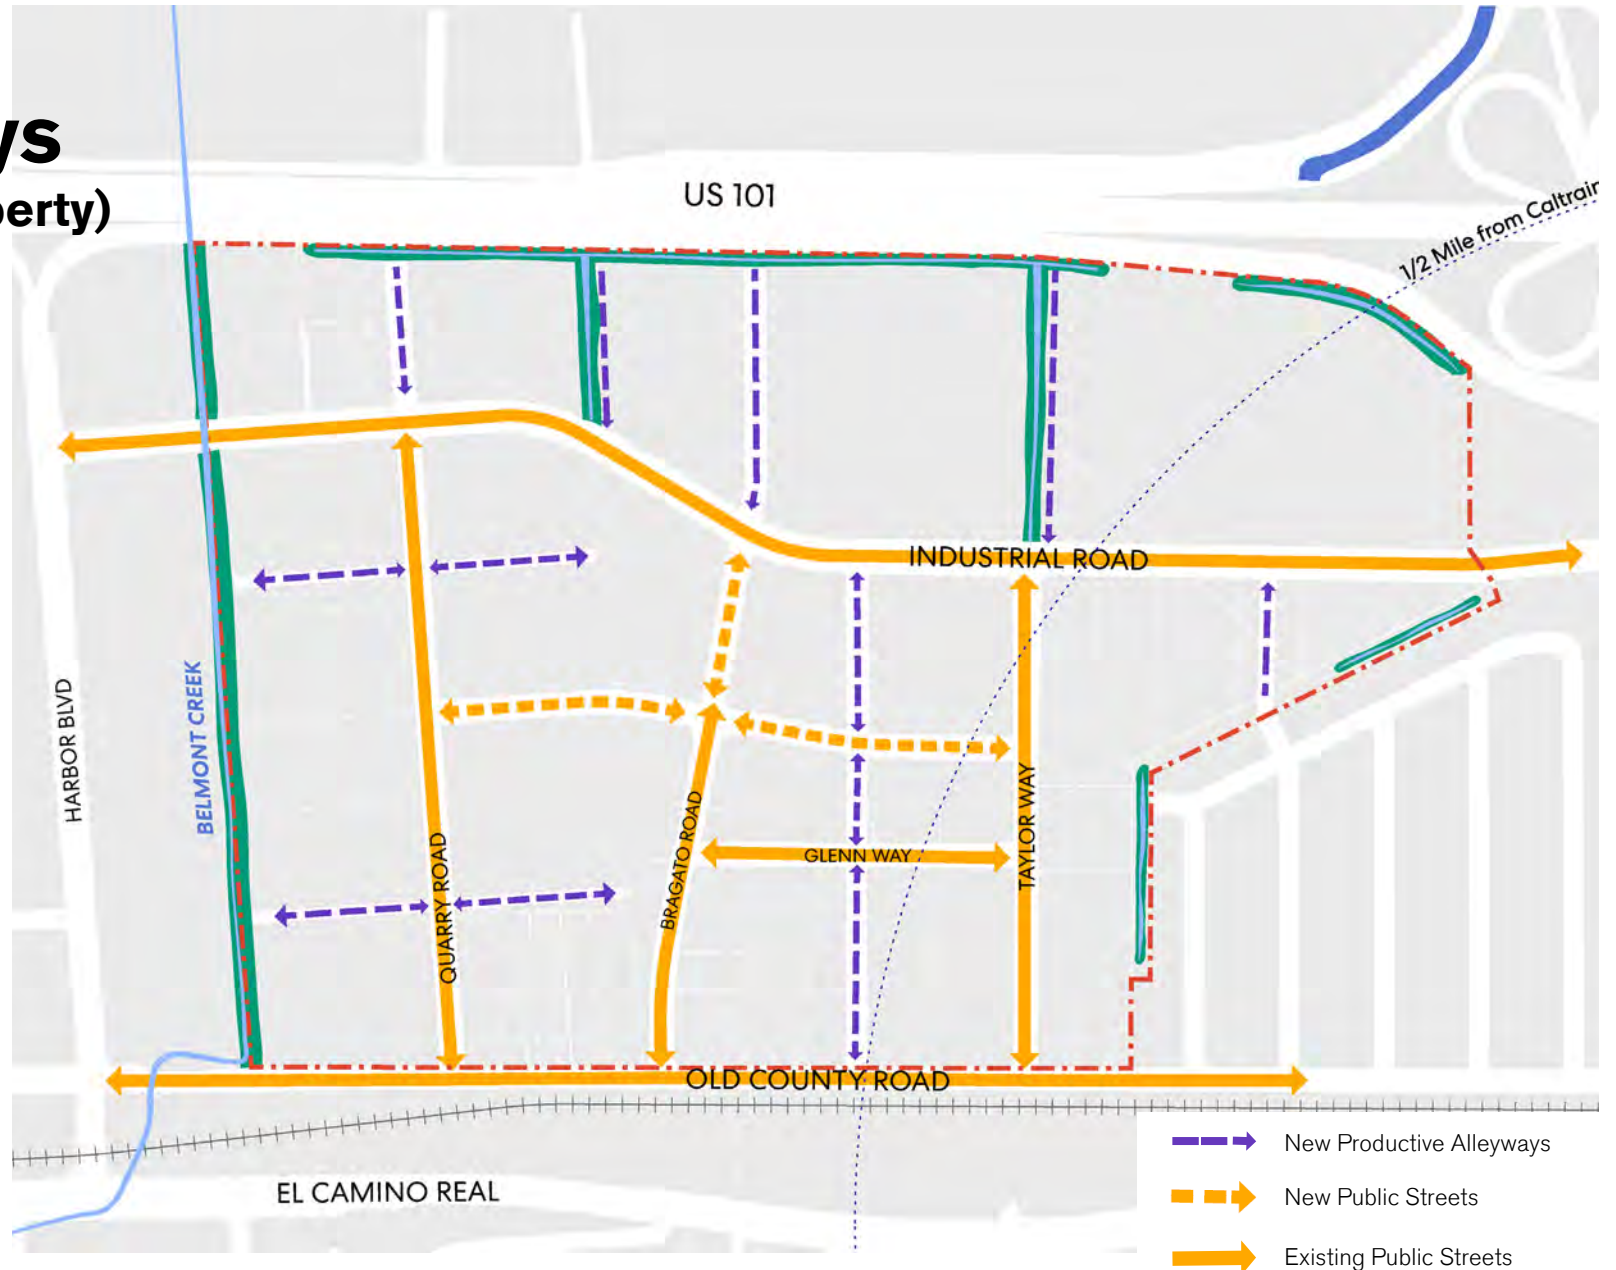 ys
perty)
US 101
1/2 Mile from Caltrain
INDUSTRIAL ROAD
HARBOR BLVD
BELMONT CREEK
QUARRY ROAD
BRAGATO ROAD
GLENN WAY
TAYLOR WAY
OLD COUNTY ROAD
EL CAMINO REAL
New Productive Alleyways
New Public Streets
Existing Public Streets